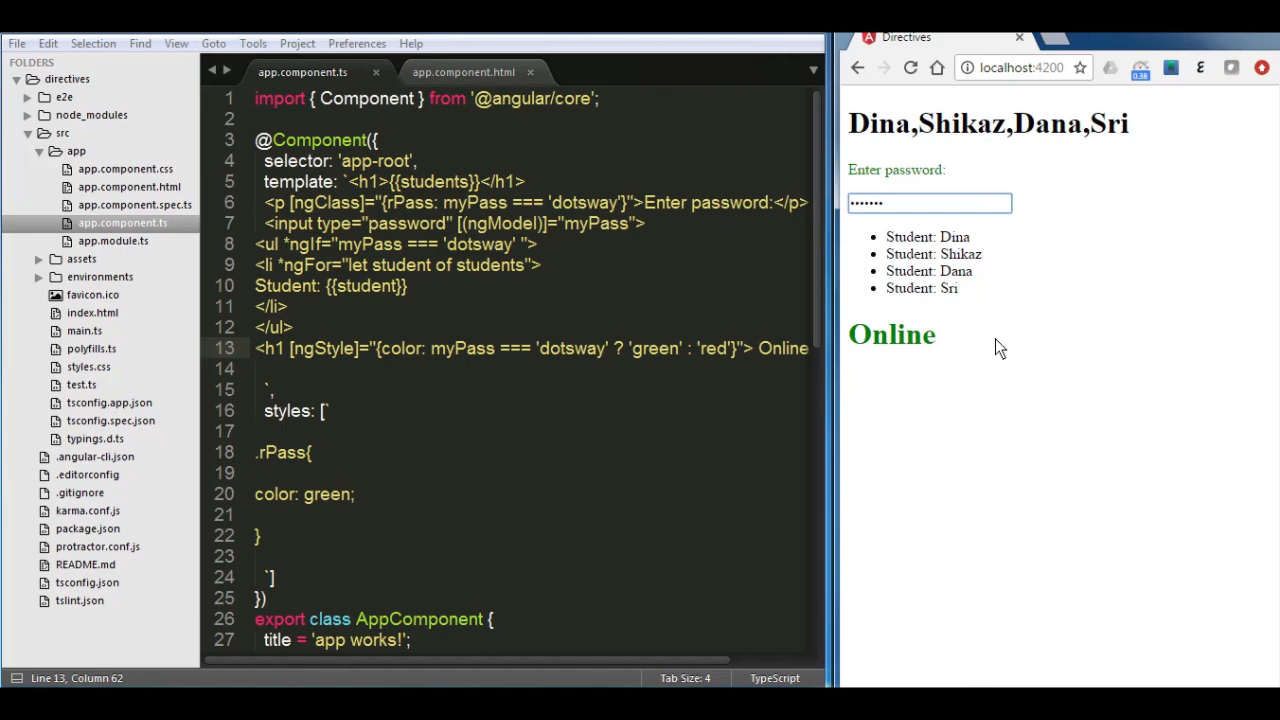 File Edit Selection Find View Goto Tools Project Preferences Help
FOLDERS
directives
e2e
node_modules
src
app
app.component.css
app.component.html
app.component.spec.ts
app.component.ts
app.module.ts
assets
environments
favicon.ico
index.html
main.ts
polyfills.ts
styles.css
test.ts
tsconfig.app.json
tsconfig.spec.json
typings.d.ts
.angular-cli.json
.editorconfig
.gitignore
karma.conf.js
package.json
protractor.conf.js
README.md
tsconfig.json
tslint.json
app.component.ts × app.component.html ×
1 import { Component } from '@angular/core';
2
3 @Component({
4 selector: 'app-root',
5 template: `<h1>{{students}}</h1>
6 <p [ngClass]="{rPass: myPass === 'dotsway'}">Enter password:</p>
7 <input type="password" [(ngModel)]="myPass">
8 <ul *ngIf="myPass === 'dotsway' ">
9 <li *ngFor="let student of students">
10 Student: {{student}}
11 </li>
12 </ul>
13 <h1 [ngStyle]="{color: myPass === 'dotsway' ? 'green' : 'red'}"> Online
14
15 `,
16 styles: [`
17
18 .rPass{
19
20 color: green;
21
22 }
23
24 `]
25 })
26 export class AppComponent {
27 title = 'app works!';
Line 13, Column 62 Tab Size: 4 TypeScript
Directives ×
localhost:4200
0.38
Dina,Shikaz,Dana,Sri
Enter password:
•••••••
• Student: Dina
• Student: Shikaz
• Student: Dana
• Student: Sri
Online